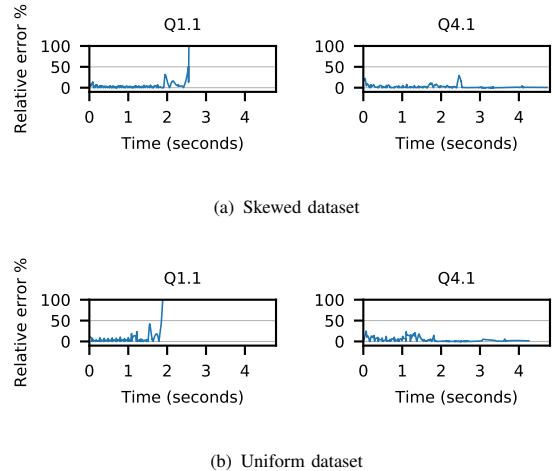 Q1.1 Q4.1
Relative error %
100 100
50 50
0 0
0 1 2 3 4 0 1 2 3 4
Time (seconds) Time (seconds)
(a) Skewed dataset
Q1.1 Q4.1
Relative error %
100 100
50 50
0 0
0 1 2 3 4 0 1 2 3 4
Time (seconds) Time (seconds)
(b) Uniform dataset